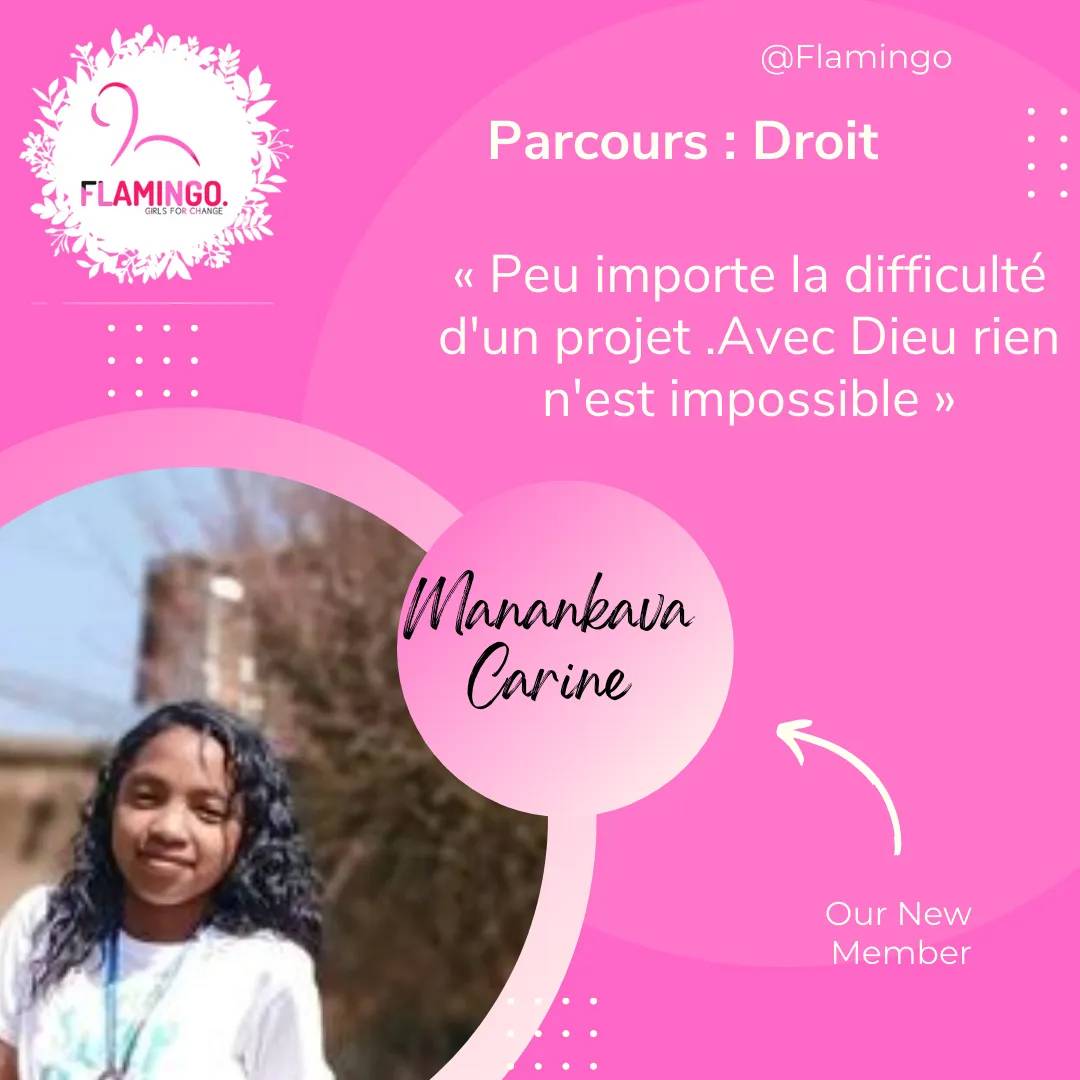 @Flamingo
FLAMINGO.
GIRLS FOR CHANGE
Parcours : Droit
« Peu importe la difficulté
d'un projet .Avec Dieu rien
n'est impossible »
Manankava
Carine
Our New
Member